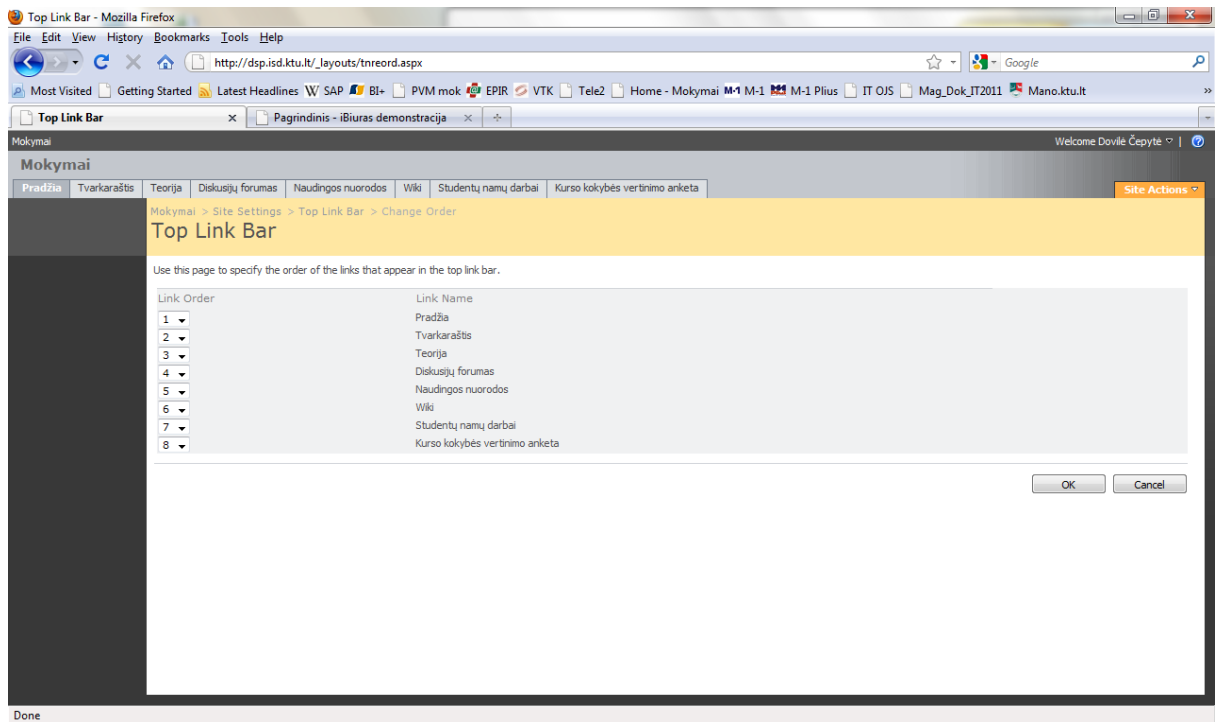 Top Link Bar - Mozilla Firefox
File Edit View History Bookmarks Tools Help
http://dsp.isd.ktu.lt/_layouts/tnreord.aspx Google
Most Visited Getting Started Latest Headlines W SAP BI+ PVM mok EPIR VTK Tele2 Home - Mokymai M-1 M-1 M-1 Plius IT OJS Mag_Dok_IT2011 Mano.ktu.lt »
Top Link Bar x Pagrindinis - iBiuras demonstracija x
Mokymai Welcome Dovilė Čepytė |
Mokymai
Pradžia Tvarkaraštis Teorija Diskusijų forumas Naudingos nuorodos Wiki Studentų namų darbai Kurso kokybės vertinimo anketa Site Actions
Mokymai > Site Settings > Top Link Bar > Change Order
Top Link Bar
Use this page to specify the order of the links that appear in the top link bar.
Link Order Link Name
1 Pradžia
2 Tvarkaraštis
3 Teorija
4 Diskusijų forumas
5 Naudingos nuorodos
6 Wiki
7 Studentų namų darbai
8 Kurso kokybės vertinimo anketa
OK Cancel
Done